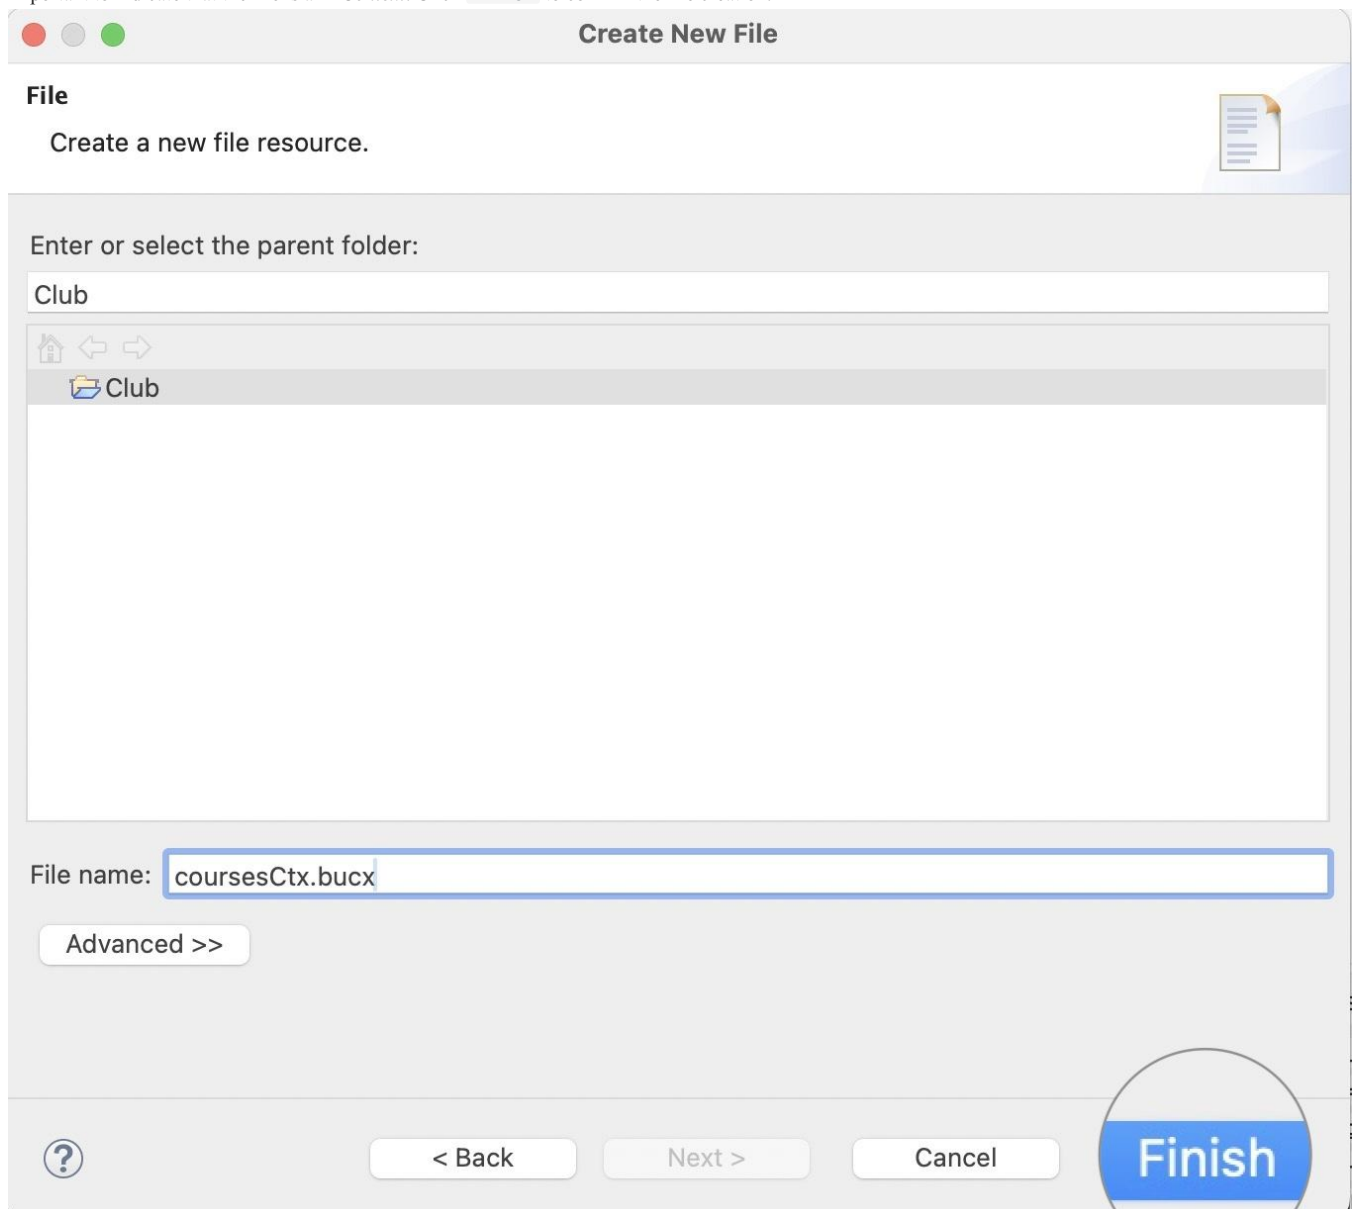 Create New File
File
Create a new file resource.
Enter or select the parent folder:
Club
Club
File name: coursesCtx.bucx
Advanced >>
? < Back Next > Cancel Finish